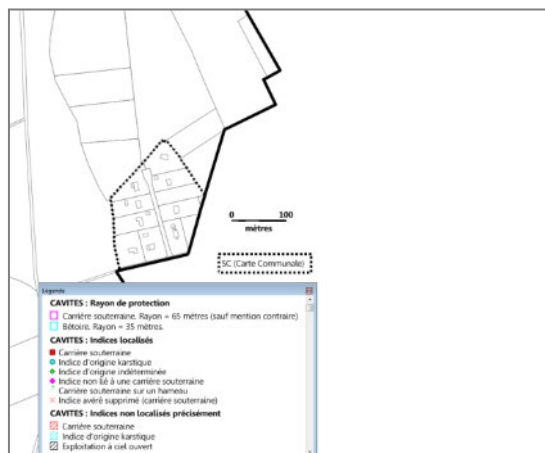 0 100
mètres
SC (Carte Communale)
Légende
CAVITES : Rayon de protection
Carrière souterraine. Rayon = 65 mètres (sauf mention contraire)
Bétoire. Rayon = 35 mètres.
CAVITES : Indices localisés
Carrière souterraine
Indice d'origine karstique
Indice d'origine indéterminée
Indice non lié à une carrière souterraine
Carrière souterraine sur un hameau
Indice avéré supprimé (carrière souterraine)
CAVITES : Indices non localisés précisément
Carrière souterraine
Indice d'origine karstique
Exploitation à ciel ouvert